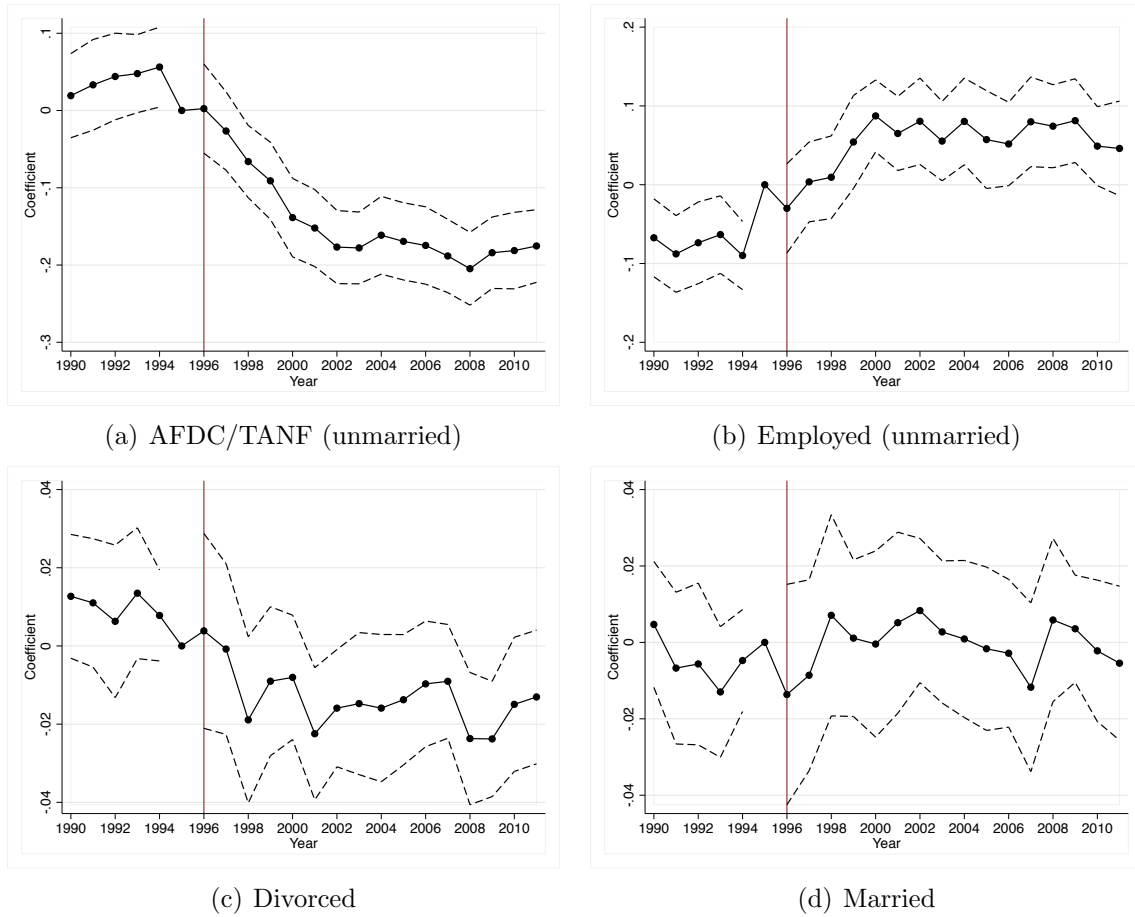 .1
0
-.1
-.2
-.3
Coefficient
1990 1992 1994 1996 1998 2000 2002 2004 2006 2008 2010
Year
(a) AFDC/TANF (unmarried)
.2
.1
0
-.1
-.2
Coefficient
1990 1992 1994 1996 1998 2000 2002 2004 2006 2008 2010
Year
(b) Employed (unmarried)
.04
.02
0
-.02
-.04
Coefficient
1990 1992 1994 1996 1998 2000 2002 2004 2006 2008 2010
Year
(c) Divorced
.04
.02
0
-.02
-.04
Coefficient
1990 1992 1994 1996 1998 2000 2002 2004 2006 2008 2010
Year
(d) Married